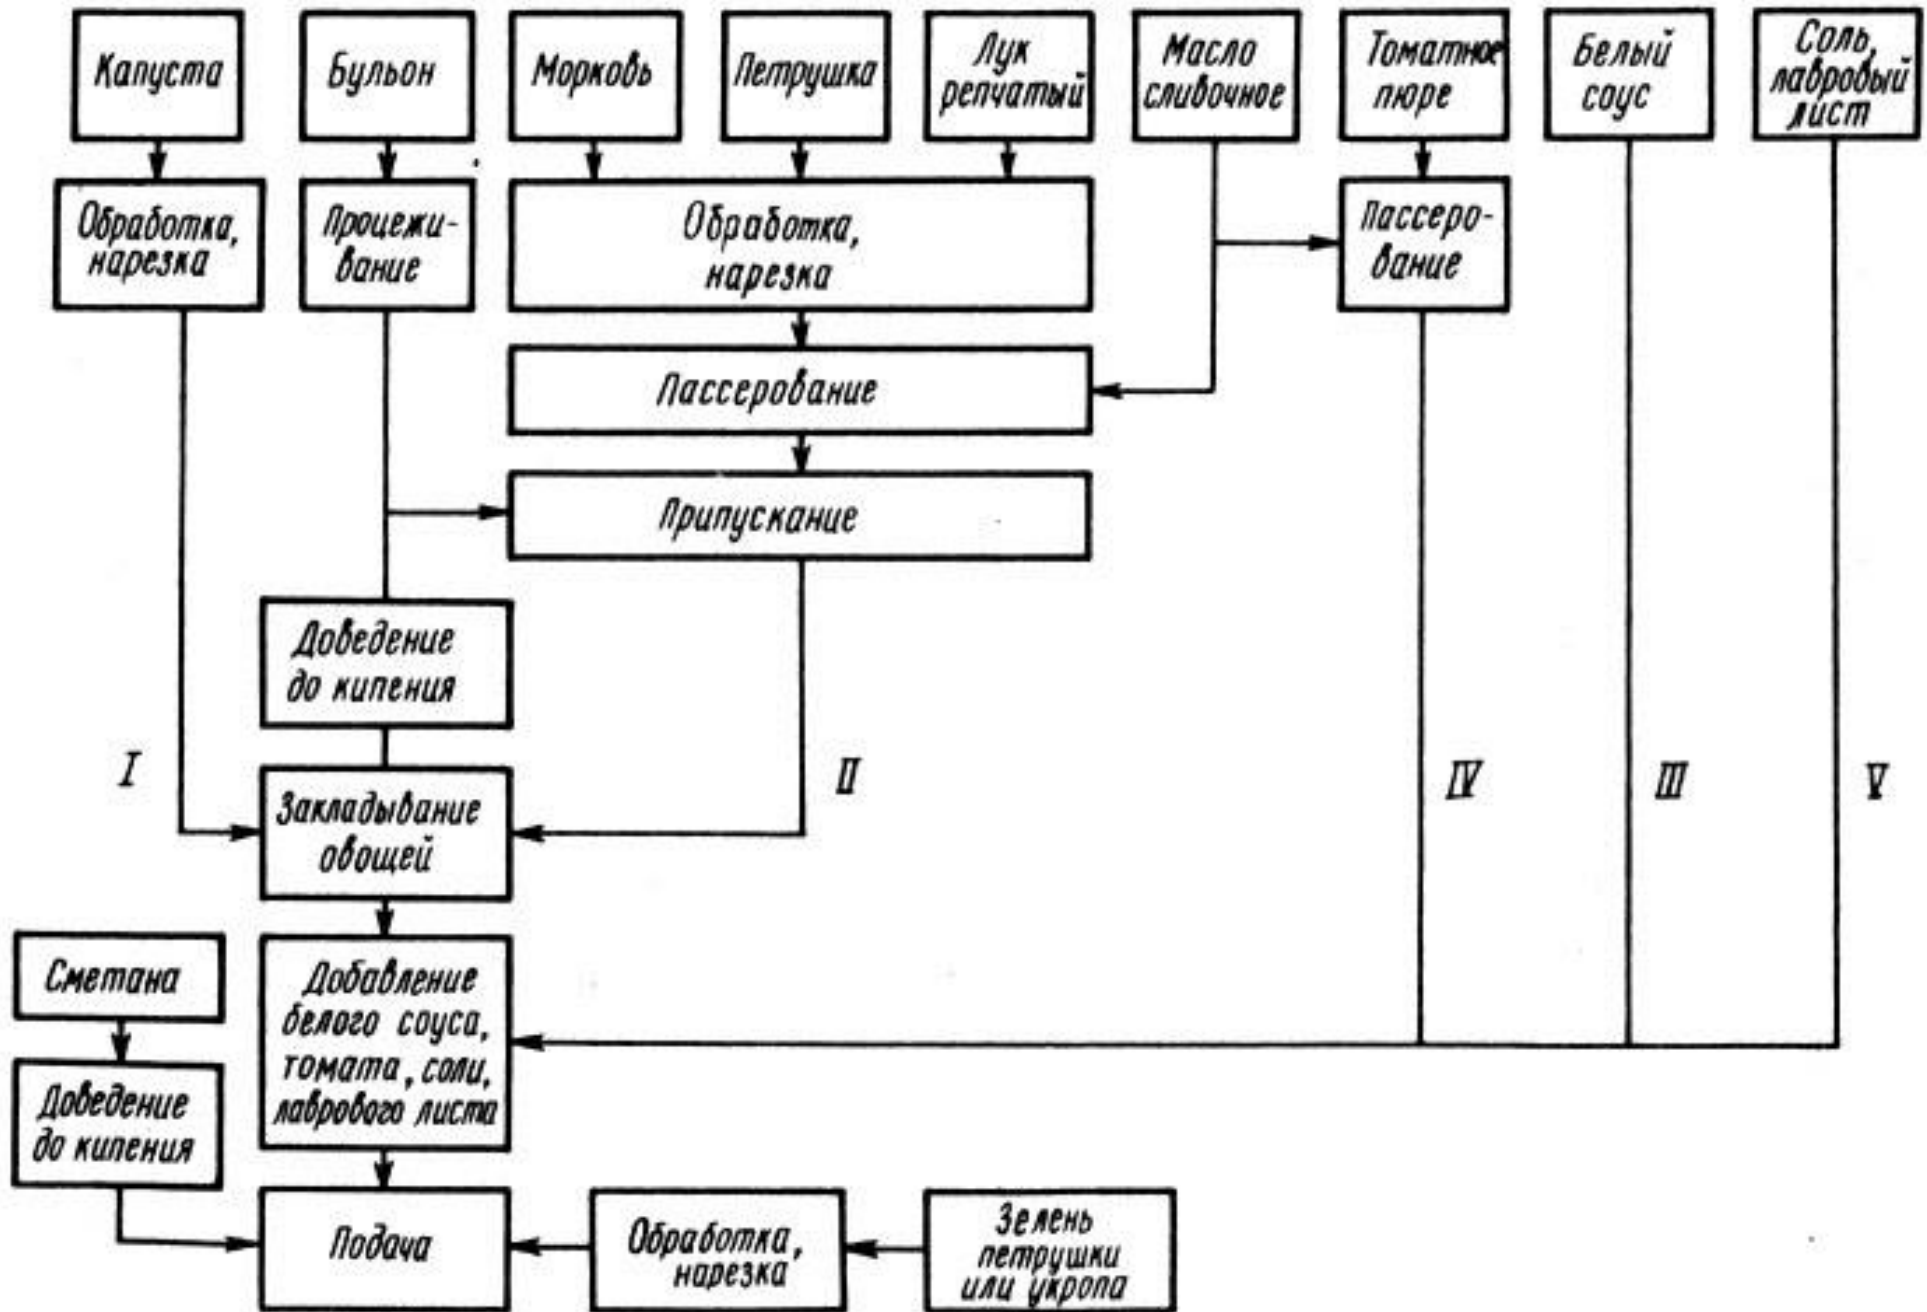 Капуста
Бульон
Морковь
Петрушка
Лук
репчатый
Масло
сливочное
Томатное
пюре
Белый
соус
Соль,
лавровый
лист
Обработка,
нарезка
Процежи-
вание
Обработка,
нарезка
Пассеро-
вание
Пассерование
Припускание
Доведение
до кипения
I
II
IV
III
V
Закладывание
овощей
Сметана
Добавление
белого соуса,
томата, соли,
лаврового листа
Доведение
до кипения
Подача
Обработка,
нарезка
Зелень
петрушки
или укропа